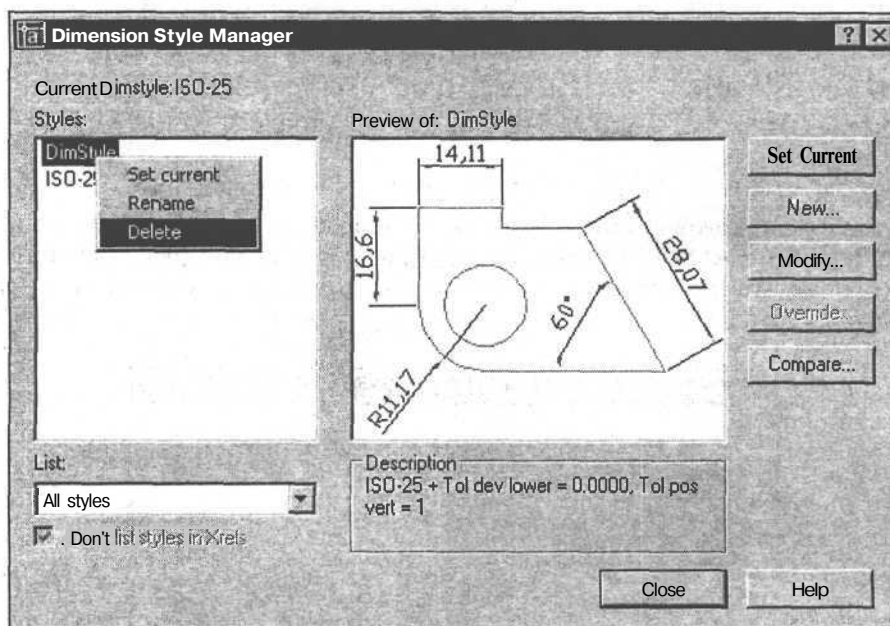 Dimension Style Manager
Current Dimstyle: ISO-25
Styles:
Preview of: DimStyle
DimStyle
ISO-25
Set current
Rename
Delete
14,11
16,6
28,07
60°
R11,17
Set Current
New...
Modify...
Override...
Compare...
List:
All styles
. Don't list styles in Xrefs
Description
ISO-25 + Tol dev lower = 0.0000, Tol pos
vert = 1
Close
Help